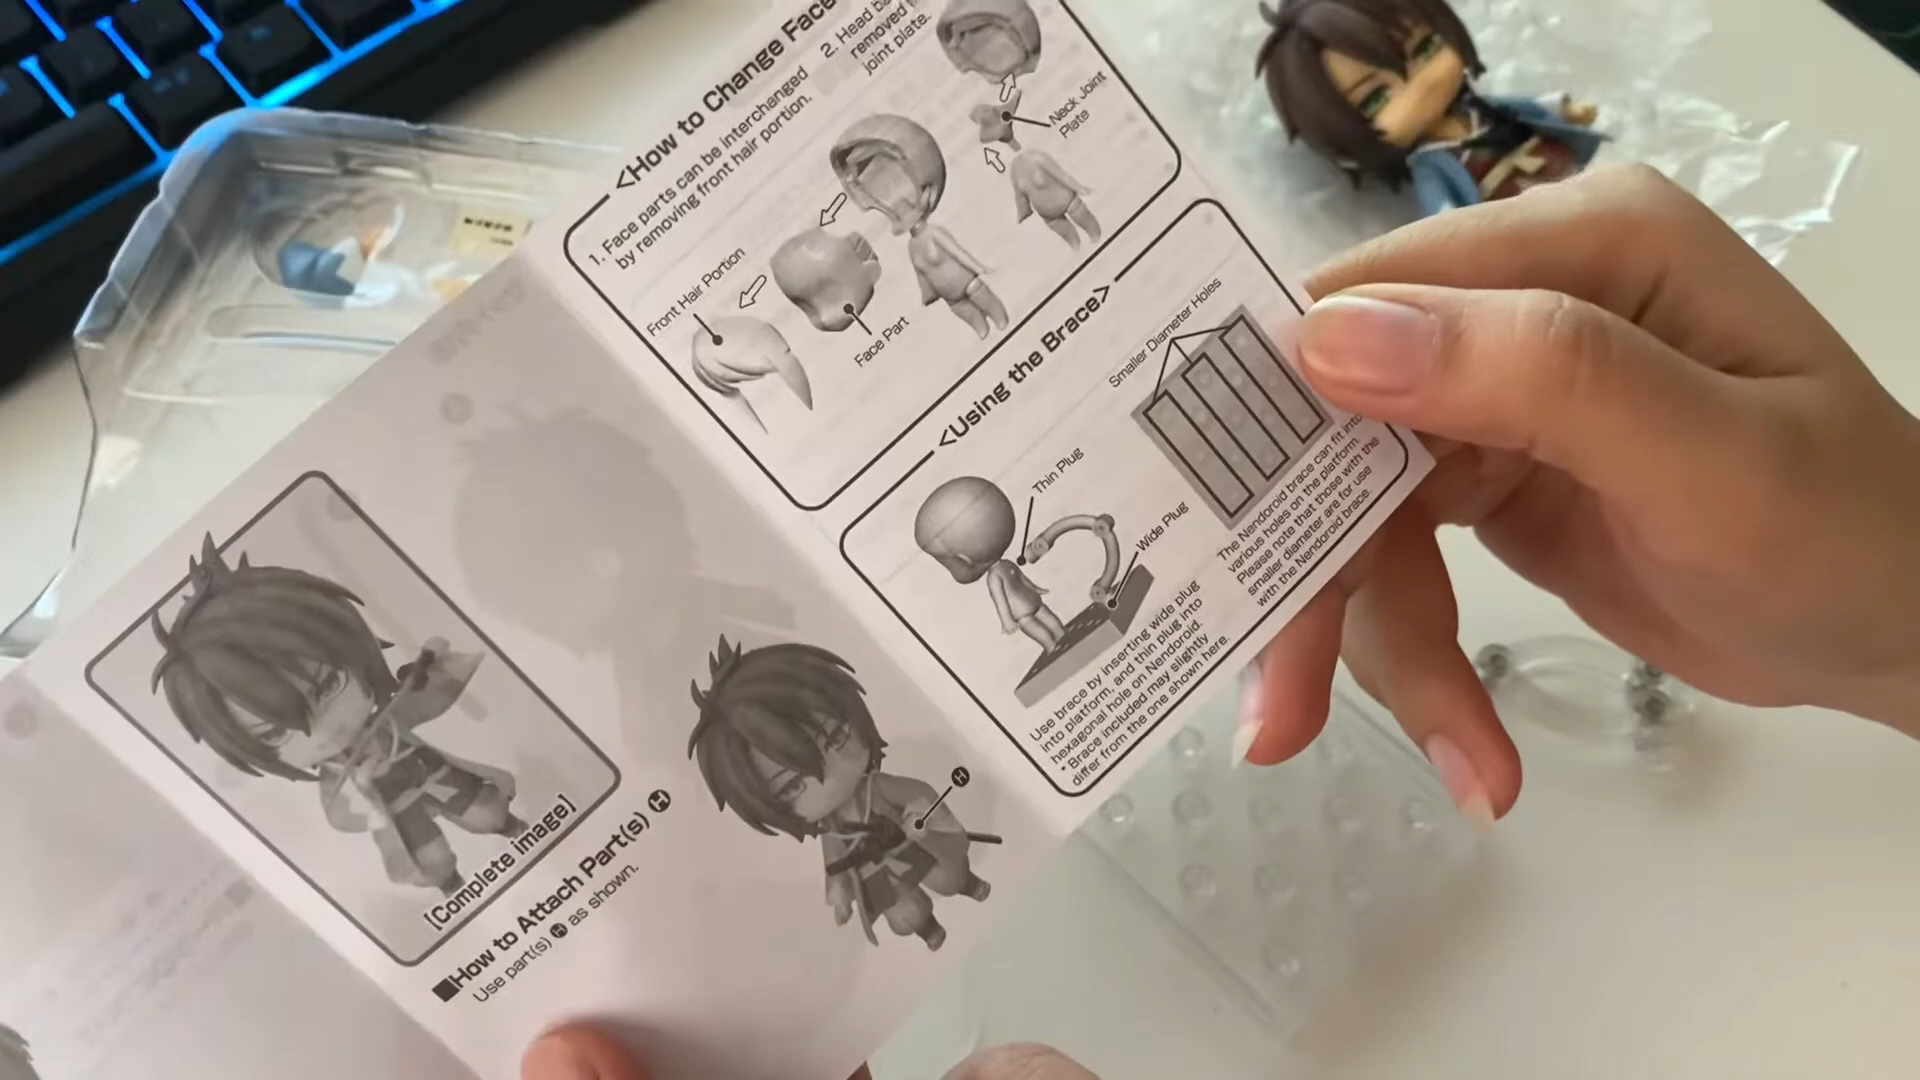 <How to Change Face
1. Face parts can be interchanged
by removing front hair portion.
2. Head
removed
joint plate.
Neck Joint
Plate
Front Hair Portion
Face Part
<Using the Brace>
Smaller Diameter Holes
Thin Plug
Wide Plug
Use brace by inserting wide plug
into platform, and thin plug into
hexagonal hole on Nendoroid.
* Brace included may slightly
differ from the one shown here.
The Nendoroid brace can fit into
various holes on the platform.
Please note that those with the
smaller diameter are for use
with the Nendoroid brace.
[Complete image]
■How to Attach Part(s) H
Use part(s) H as shown.
H